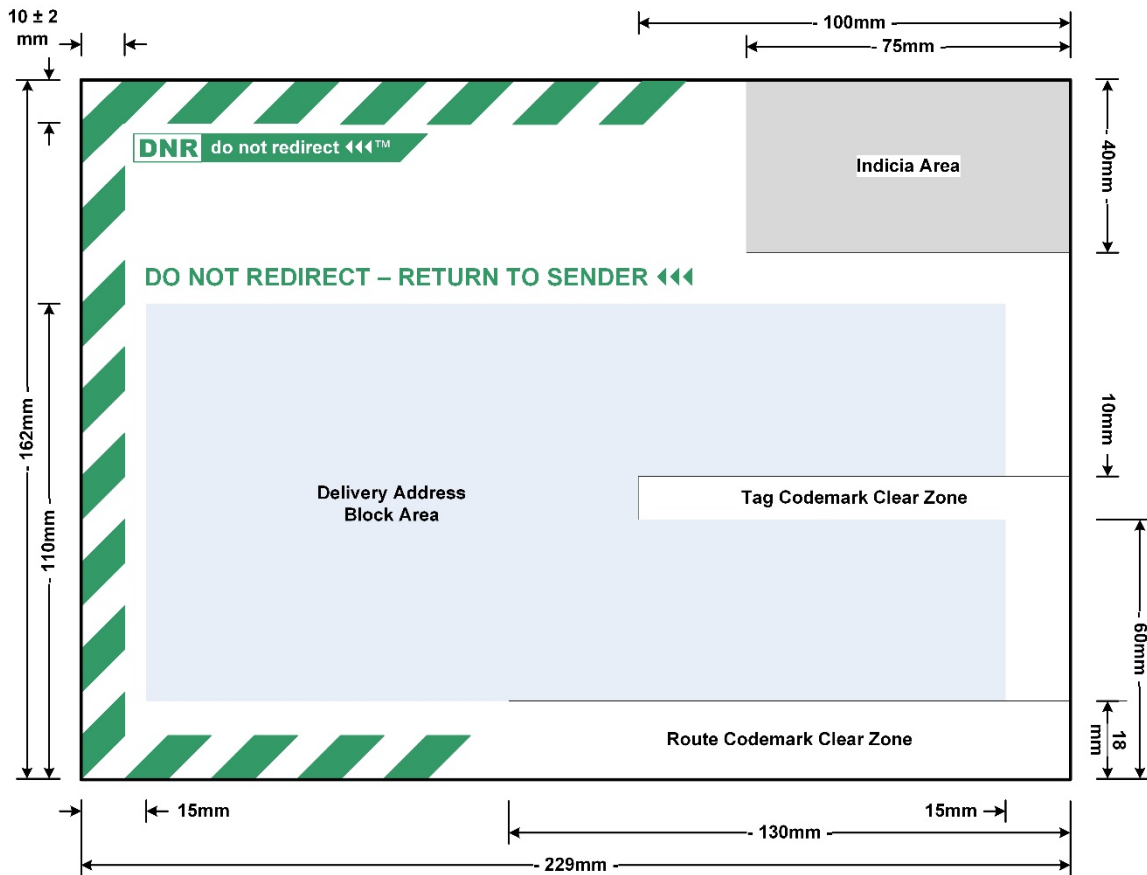 10 ± 2
mm
- 100mm -
- 75mm -
DNR do not redirect ™
Indicia Area
- 40mm -
DO NOT REDIRECT – RETURN TO SENDER
- 162mm -
- 110mm -
10mm
Delivery Address
Block Area
Tag Codemark Clear Zone
- 60mm -
Route Codemark Clear Zone
18
mm
15mm
15mm
- 130mm -
- 229mm -